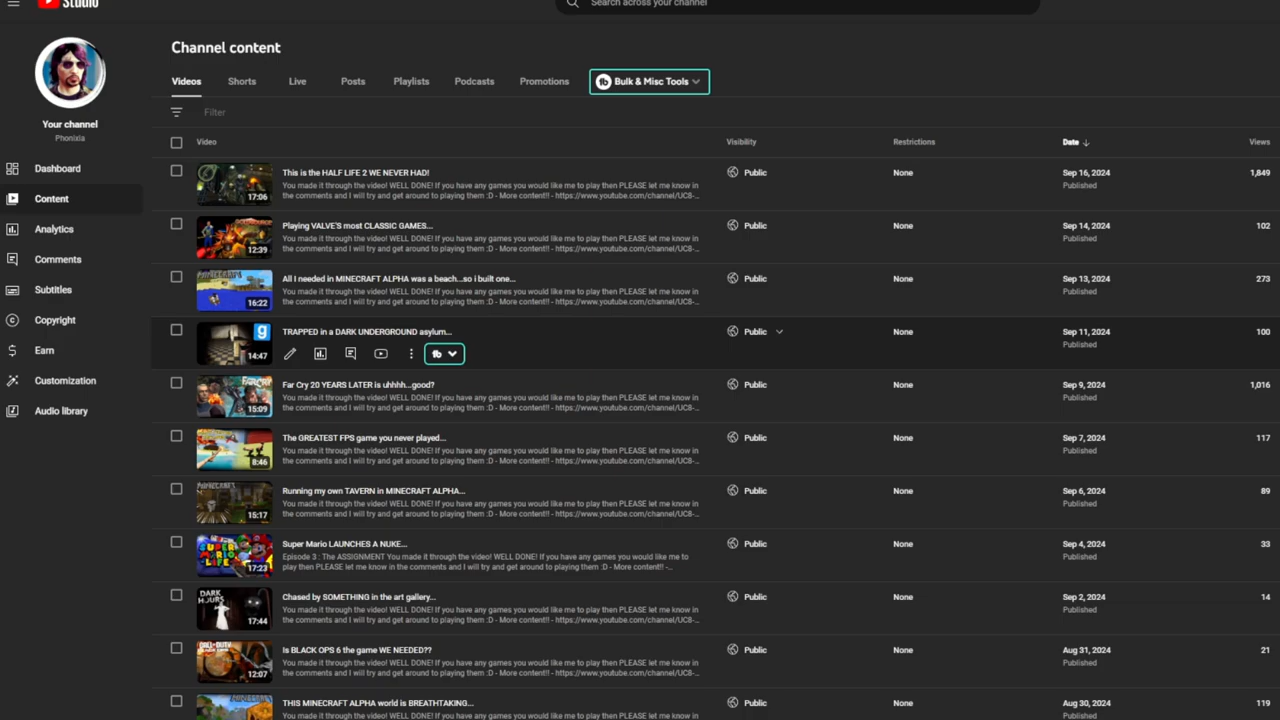 Studio
Search across your channel
Your channel
Phonixia
Dashboard
Content
Analytics
Comments
Subtitles
Copyright
Earn
Customization
Audio library
Channel content
Videos Shorts Live Posts Playlists Podcasts Promotions tb Bulk & Misc Tools
Filter
Video Visibility Restrictions Date Views
17:06
This is the HALF LIFE 2 WE NEVER HAD! Public None Sep 16, 2024 1,849
You made it through the video! WELL DONE! If you have any games you would like me to play then PLEASE let me know in Published
the comments and I will try and get around to playing them :D - More content!! - https://www.youtube.com/channel/UC8-...
12:39
Playing VALVE'S most CLASSIC GAMES... Public None Sep 14, 2024 102
You made it through the video! WELL DONE! If you have any games you would like me to play then PLEASE let me know in Published
the comments and I will try and get around to playing them :D - More content!! - https://www.youtube.com/channel/UC8-...
MINECRAFT
16:22
All I needed in MINECRAFT ALPHA was a beach...so i built one... Public None Sep 13, 2024 273
You made it through the video! WELL DONE! If you have any games you would like me to play then PLEASE let me know in Published
the comments and I will try and get around to playing them :D - More content!! - https://www.youtube.com/channel/UC8-...
g
14:47
TRAPPED in a DARK UNDERGROUND asylum... Public None Sep 11, 2024 100
Published
tb
FARCRY
15:09
Far Cry 20 YEARS LATER is uhhhh...good? Public None Sep 9, 2024 1,016
You made it through the video! WELL DONE! If you have any games you would like me to play then PLEASE let me know in Published
the comments and I will try and get around to playing them :D - More content!! - https://www.youtube.com/channel/UC8-...
8:46
The GREATEST FPS game you never played... Public None Sep 7, 2024 117
You made it through the video! WELL DONE! If you have any games you would like me to play then PLEASE let me know in Published
the comments and I will try and get around to playing them :D - More content!! - https://www.youtube.com/channel/UC8-...
MINECRAFT
15:17
Running my own TAVERN in MINECRAFT ALPHA... Public None Sep 6, 2024 89
You made it through the video! WELL DONE! If you have any games you would like me to play then PLEASE let me know in Published
the comments and I will try and get around to playing them :D - More content!! - https://www.youtube.com/channel/UC8-...
SUPER MARIO LIFE
17:23
Super Mario LAUNCHES A NUKE... Public None Sep 4, 2024 33
Episode 3 : The ASSIGNMENT You made it through the video! WELL DONE! If you have any games you would like me to Published
play then PLEASE let me know in the comments and I will try and get around to playing them :D - More content!! -...
DARK HOURS
17:44
Chased by SOMETHING in the art gallery... Public None Sep 2, 2024 14
You made it through the video! WELL DONE! If you have any games you would like me to play then PLEASE let me know in Published
the comments and I will try and get around to playing them :D - More content!! - https://www.youtube.com/channel/UC8-...
CALL OF DUTY
12:07
Is BLACK OPS 6 the game WE NEEDED?? Public None Aug 31, 2024 21
You made it through the video! WELL DONE! If you have any games you would like me to play then PLEASE let me know in Published
the comments and I will try and get around to playing them :D - More content!! - https://www.youtube.com/channel/UC8-...
THIS MINECRAFT ALPHA world is BREATHTAKING... Public None Aug 30, 2024 119
You made it through the video! WELL DONE! If you have any games you would like me to play then PLEASE let me know in Published